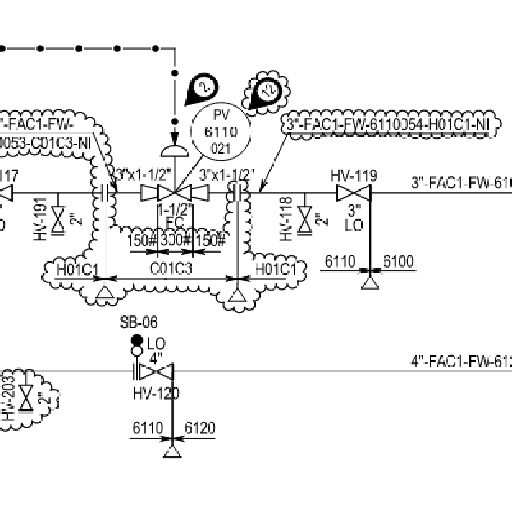 2
12
PV
6110
021
"-FAC1-FW-
0053-C01C3-NI
3"-FAC1-FW-6110054-H01C1-NI
3"x1-1/2"
3"x1-1/2"
117
HV-119
3"-FAC1-FW-610
HV-191
2"
1-1/2"
FC
HV-118
2"
3"
LO
150# 300# 150#
6110 6100
H01C1
C01C3
H01C1
SB-06
LO
4"
4"-FAC1-FW-612
HV-203
2"
HV-120
6110 6120